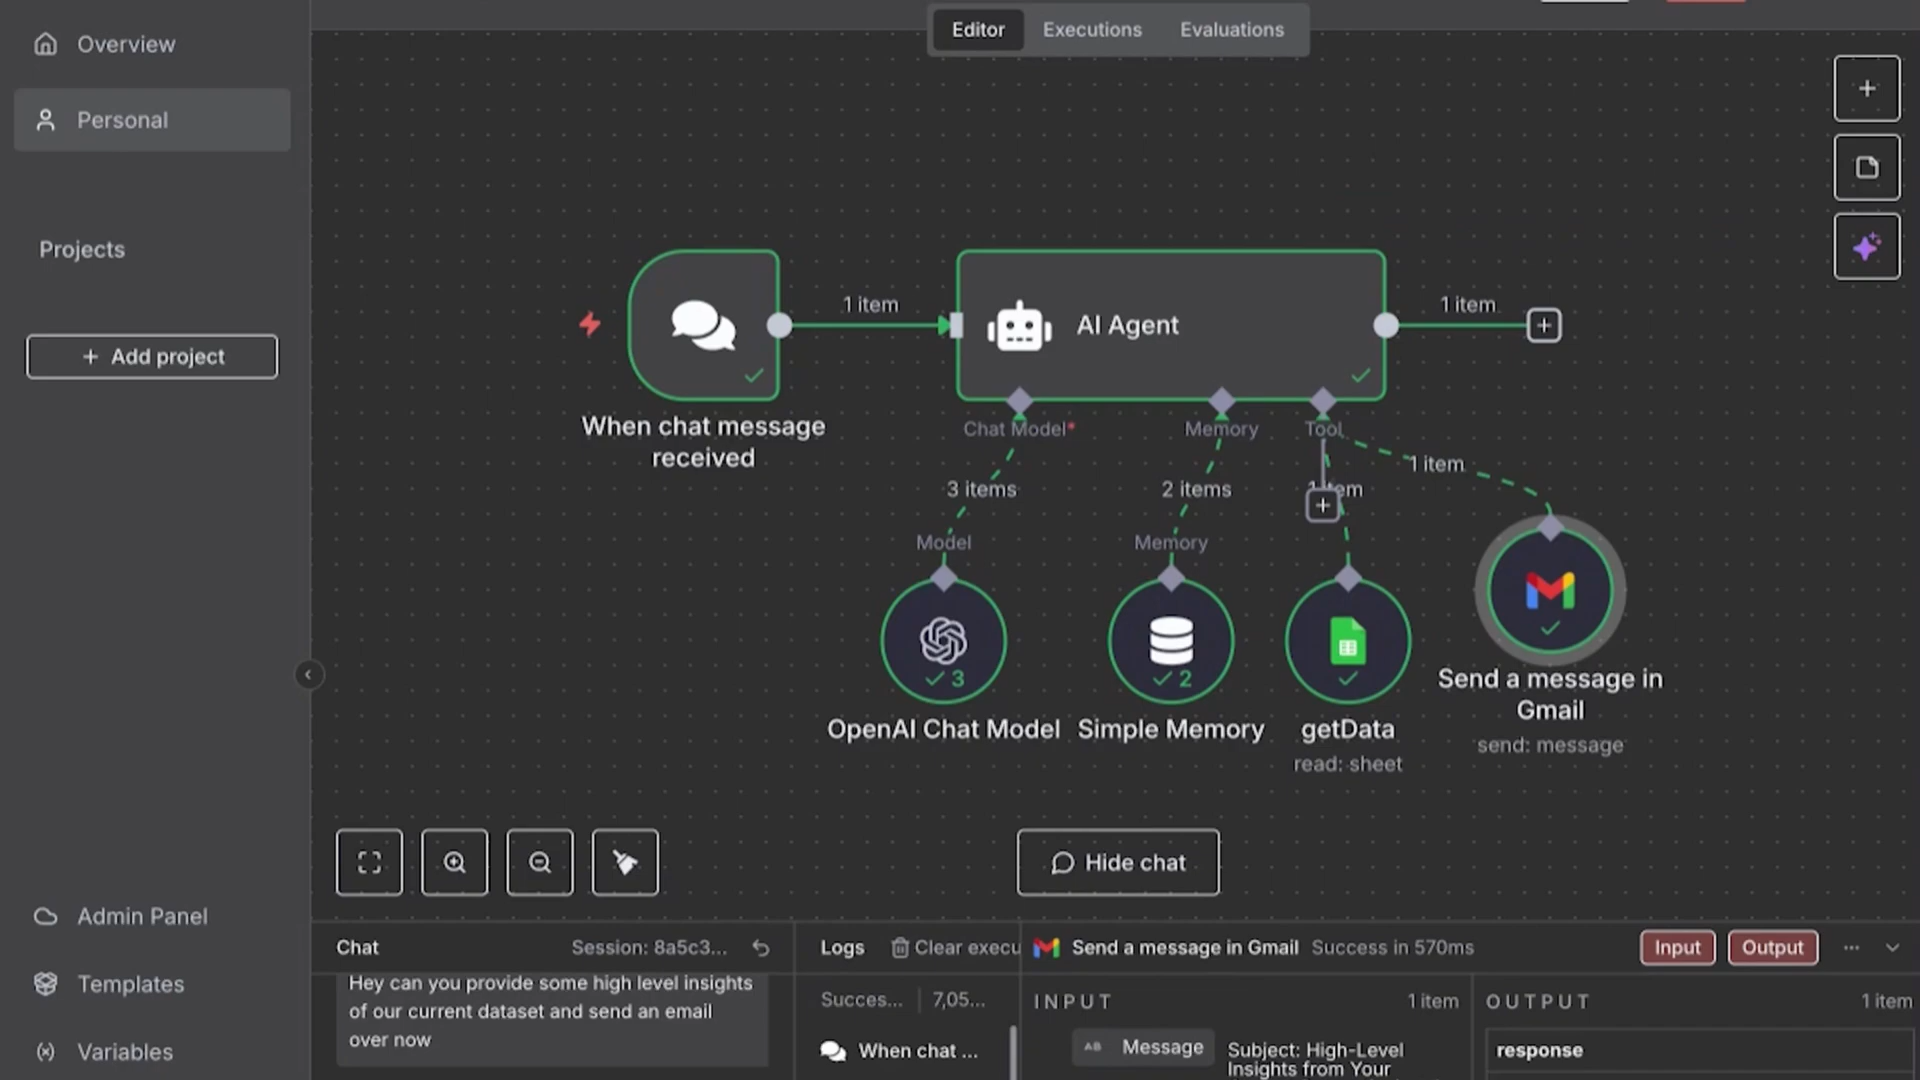 Overview
Personal
Projects
+ Add project
Admin Panel
Templates
Variables
Editor
Executions
Evaluations
1 item
AI Agent
1 item
When chat message
received
Chat Model*
Memory
Tool
1 item
3 items
2 items
Model
Memory
3
2
OpenAI Chat Model
Simple Memory
getData
read: sheet
Send a message in
Gmail
send: message
Hide chat
Chat
Session: 8a5c3...
Hey can you provide some high level insights
of our current dataset and send an email
over now
Logs
Clear execu
Succes...
7,05...
When chat ...
Send a message in Gmail
Success in 570ms
Input
Output
INPUT
1 item
AB Message
Subject: High-Level
Insights from Your
OUTPUT
1 item
response